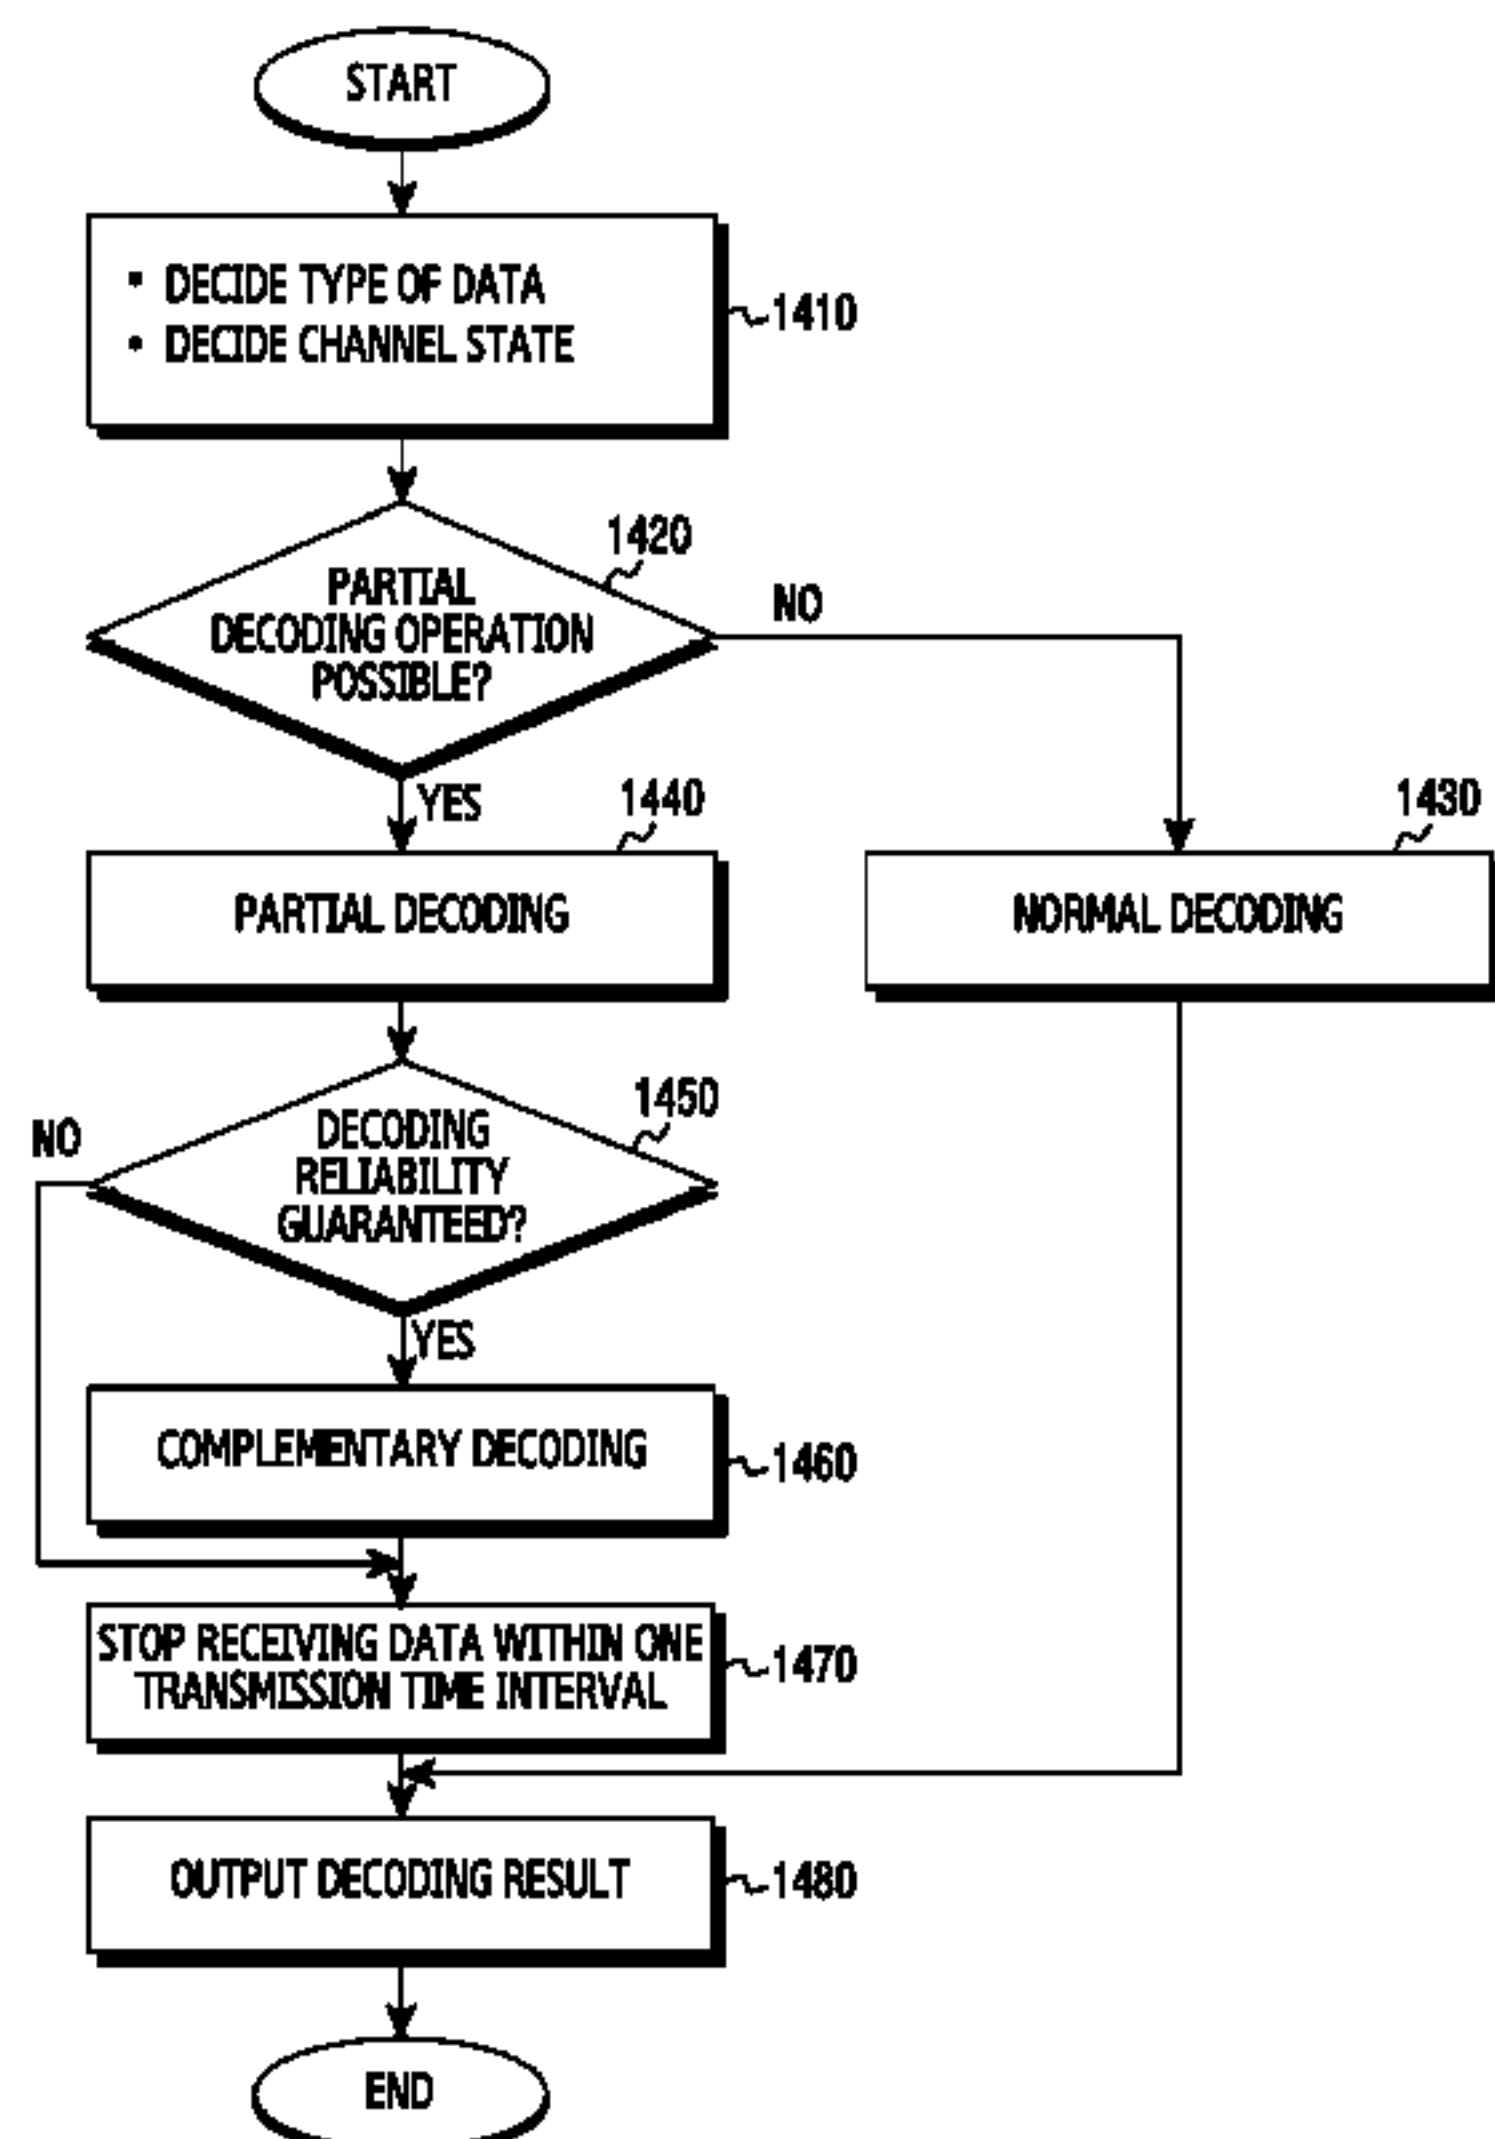 START
• DECIDE TYPE OF DATA
• DECIDE CHANNEL STATE
1410
1420
PARTIAL
DECODING OPERATION
POSSIBLE?
NO
YES
1440
1430
PARTIAL DECODING
NORMAL DECODING
1450
DECODING
RELIABILITY
GUARANTEED?
NO
YES
COMPLEMENTARY DECODING
1460
STOP RECEIVING DATA WITHIN ONE
TRANSMISSION TIME INTERVAL
1470
OUTPUT DECODING RESULT
1480
END